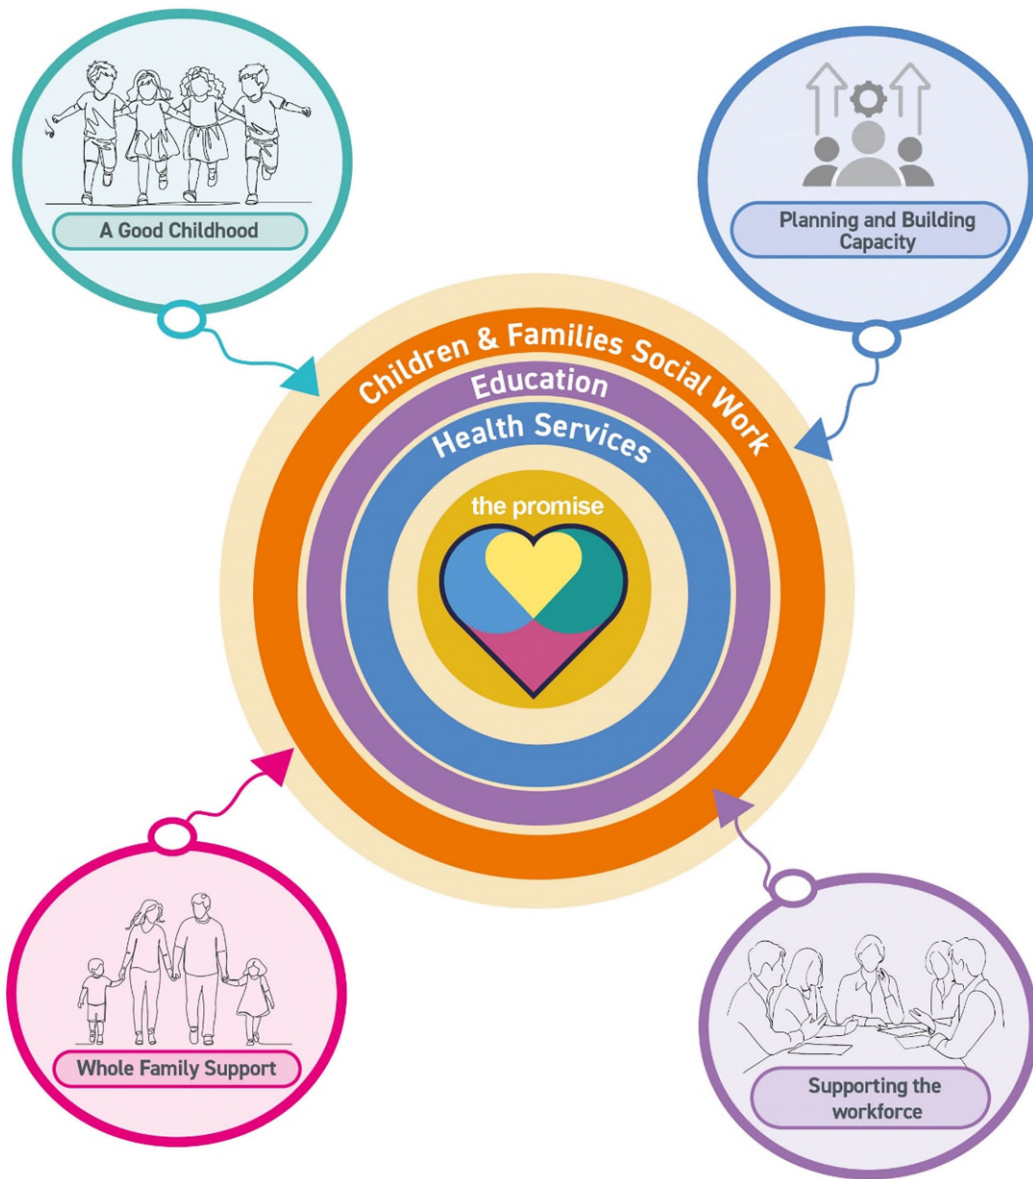 A Good Childhood
Planning and Building
Capacity
Children & Families Social Work
Education
Health Services
the promise
Whole Family Support
Supporting the
workforce